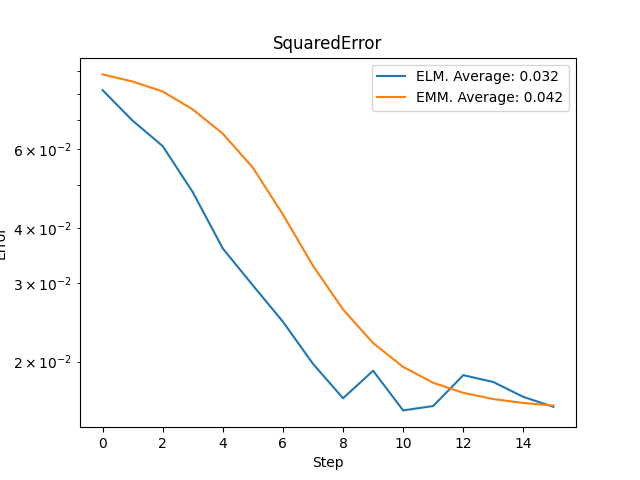 SquaredError
ELM. Average: 0.032
EMM. Average: 0.042
6 × 10⁻²
4 × 10⁻²
3 × 10⁻²
2 × 10⁻²
Error
0 2 4 6 8 10 12 14
Step